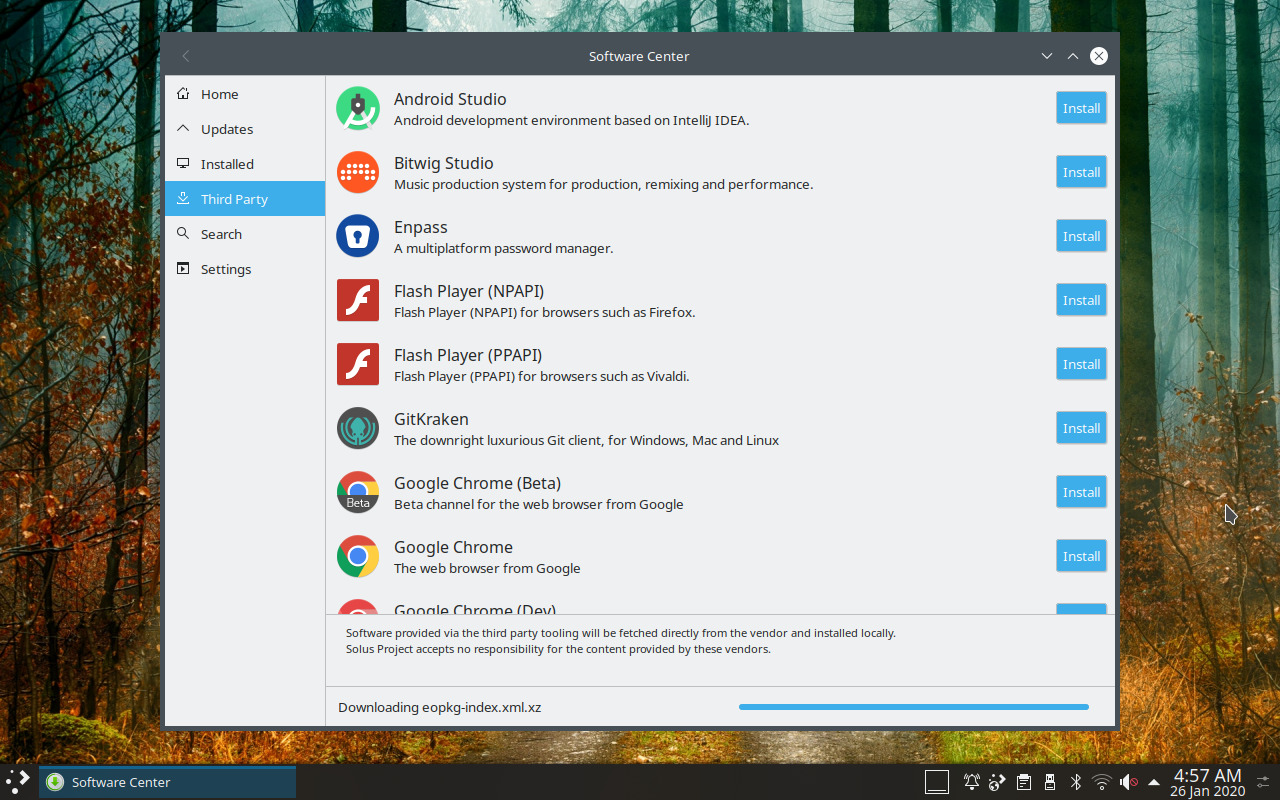 Software Center
Home
Updates
Installed
Third Party
Search
Settings
Android Studio
Android development environment based on IntelliJ IDEA.
Install
Bitwig Studio
Music production system for production, remixing and performance.
Install
Enpass
A multiplatform password manager.
Install
Flash Player (NPAPI)
Flash Player (NPAPI) for browsers such as Firefox.
Install
Flash Player (PPAPI)
Flash Player (PPAPI) for browsers such as Vivaldi.
Install
GitKraken
The downright luxurious Git client, for Windows, Mac and Linux
Install
Beta
Google Chrome (Beta)
Beta channel for the web browser from Google
Install
Google Chrome
The web browser from Google
Install
Google Chrome (Dev)
Software provided via the third party tooling will be fetched directly from the vendor and installed locally.
Solus Project accepts no responsibility for the content provided by these vendors.
Downloading eopkg-index.xml.xz
Software Center
4:57 AM
26 Jan 2020